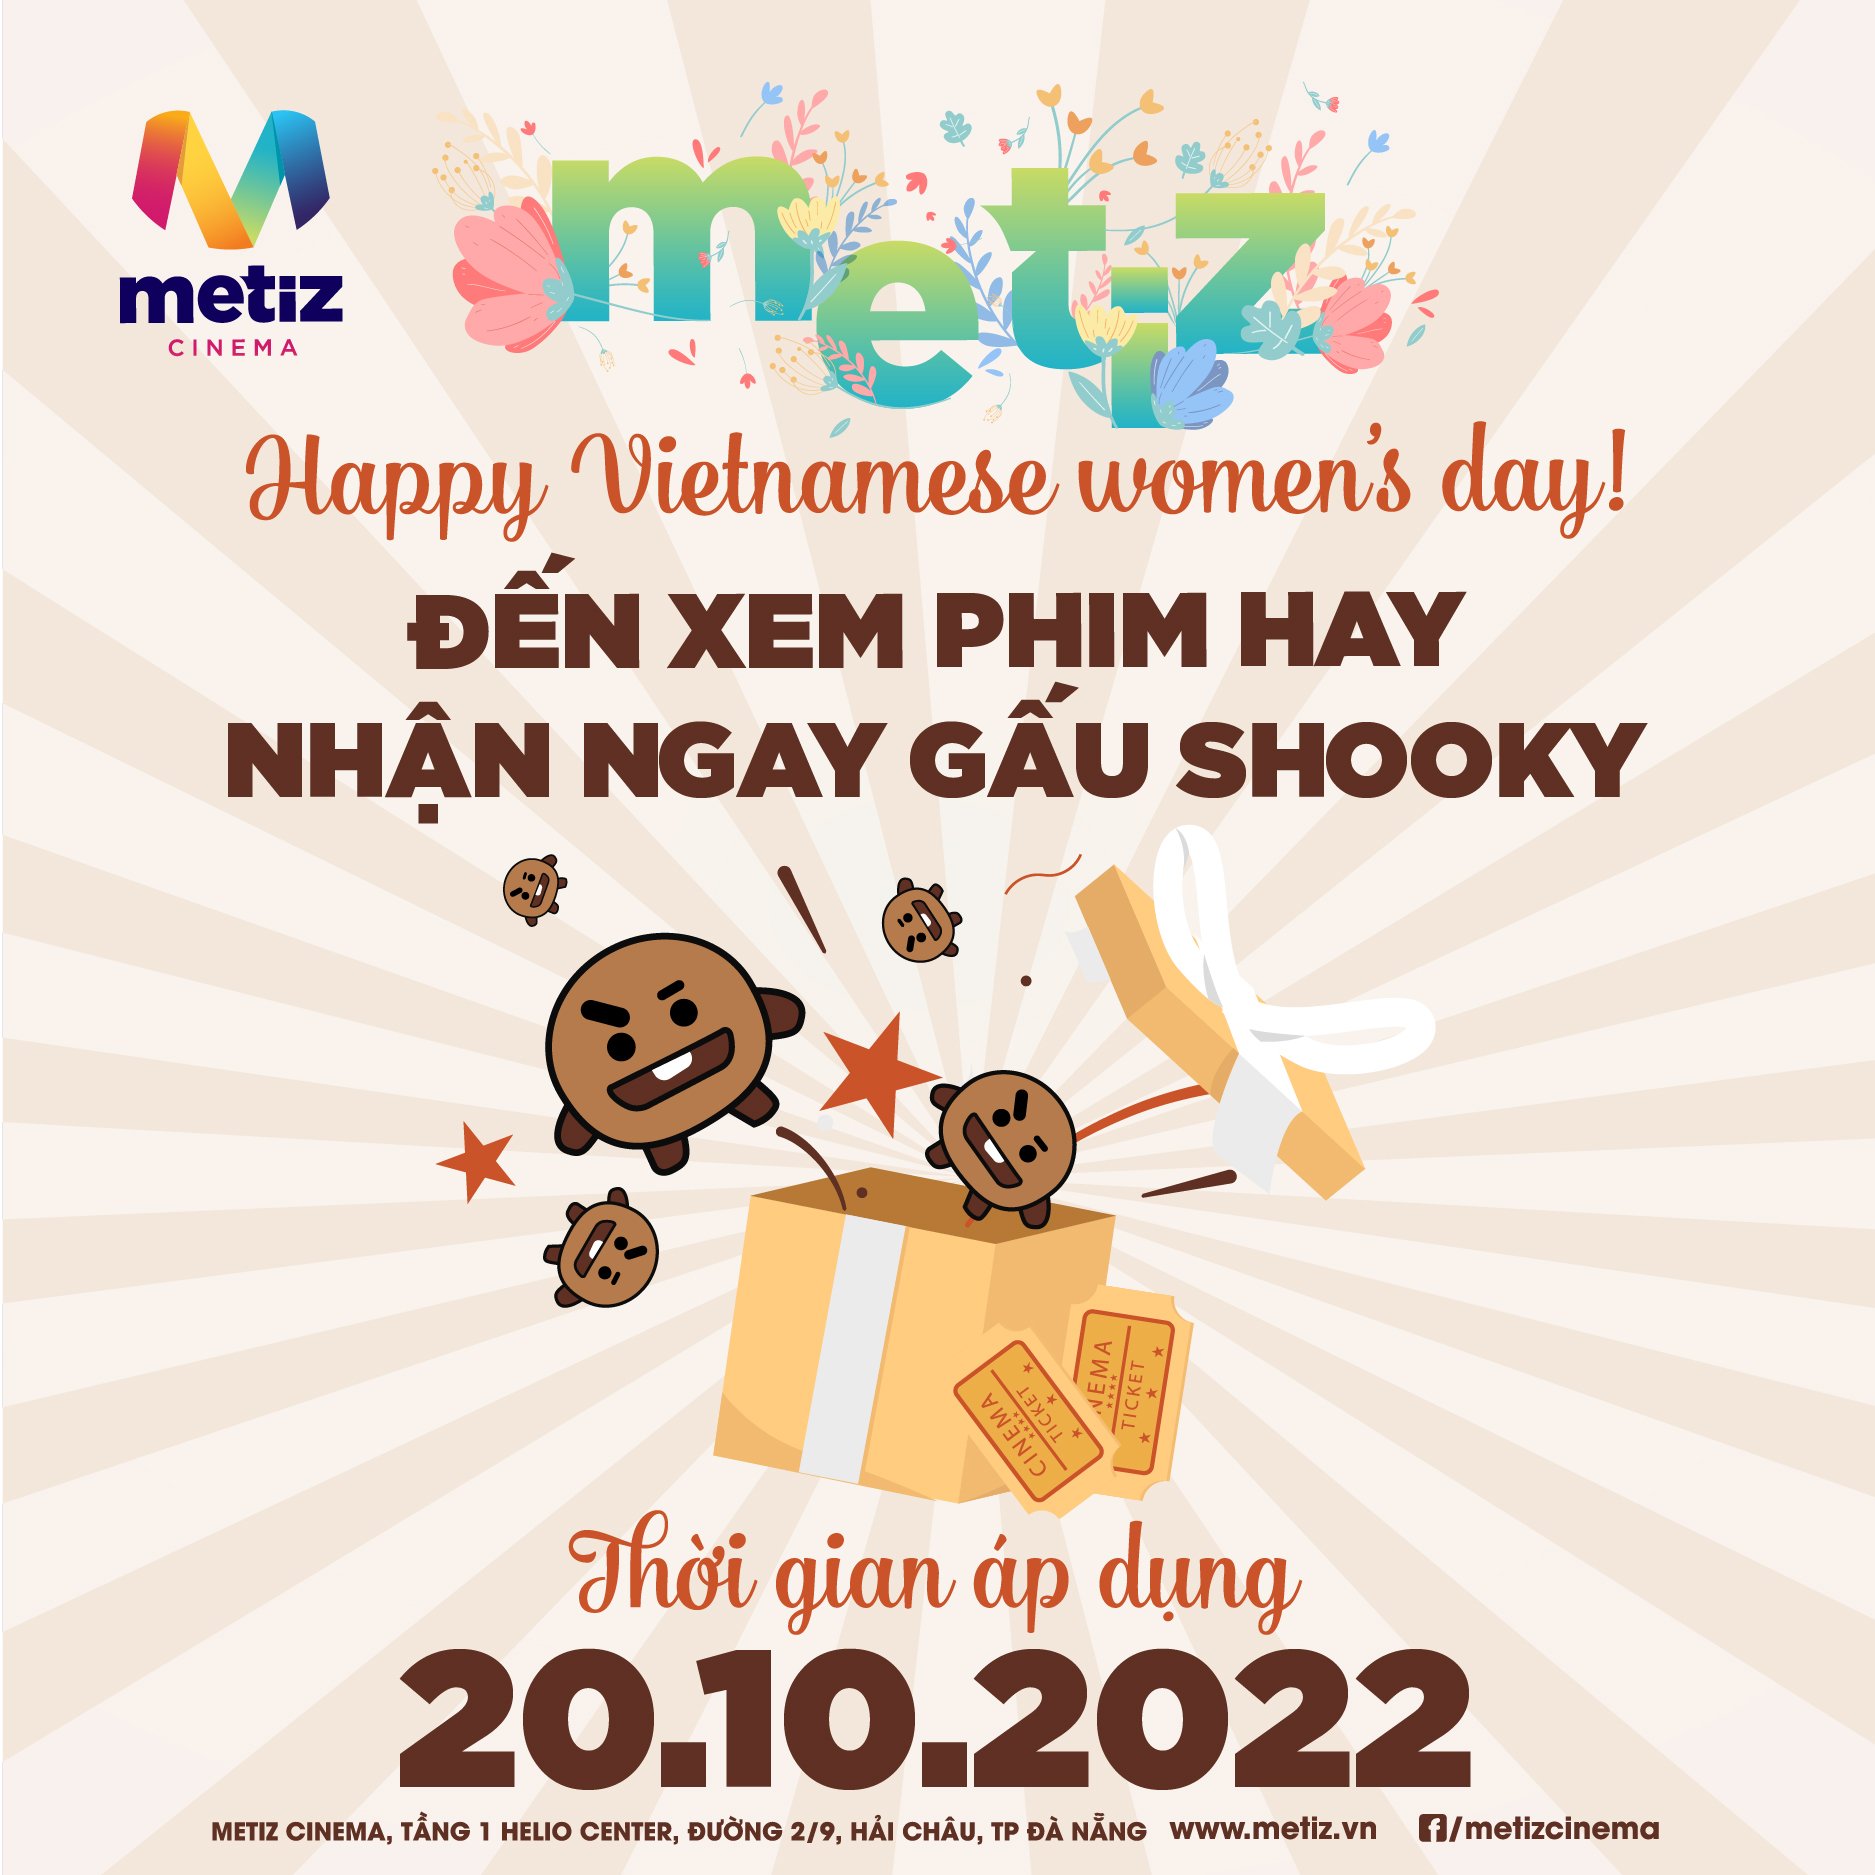 metiz
CINEMA
metiz
Happy Vietnamese women's day!
ĐẾN XEM PHIM HAY
NHẬN NGAY GẤU SHOOKY
CINEMA
TICKET
CINEMA
TICKET
Thời gian áp dụng
20.10.2022
METIZ CINEMA, TẦNG 1 HELIO CENTER, ĐƯỜNG 2/9, HẢI CHÂU, TP ĐÀ NẴNG www.metiz.vn f/metizcinema